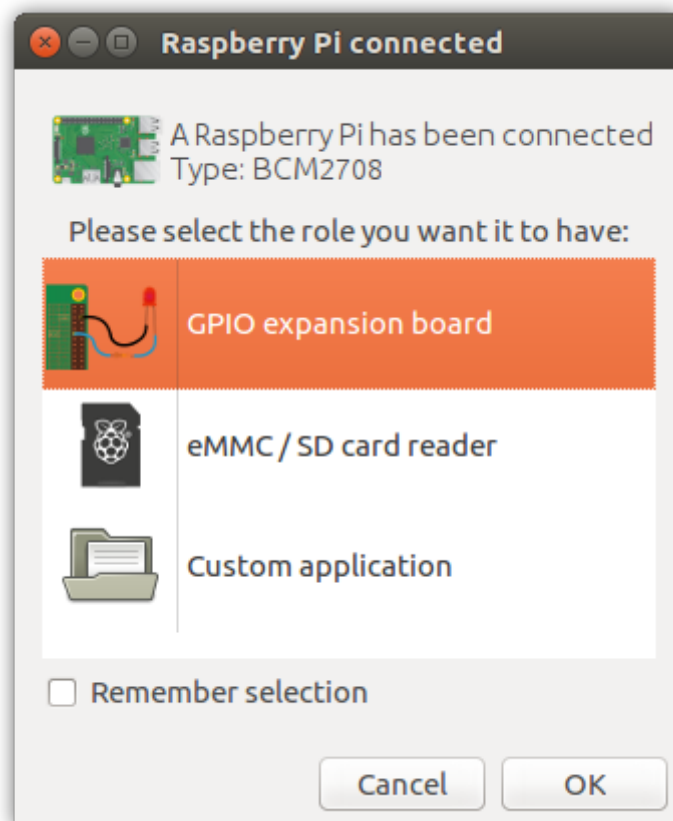 Raspberry Pi connected
A Raspberry Pi has been connected
Type: BCM2708
Please select the role you want it to have:
GPIO expansion board
eMMC / SD card reader
Custom application
Remember selection
Cancel OK